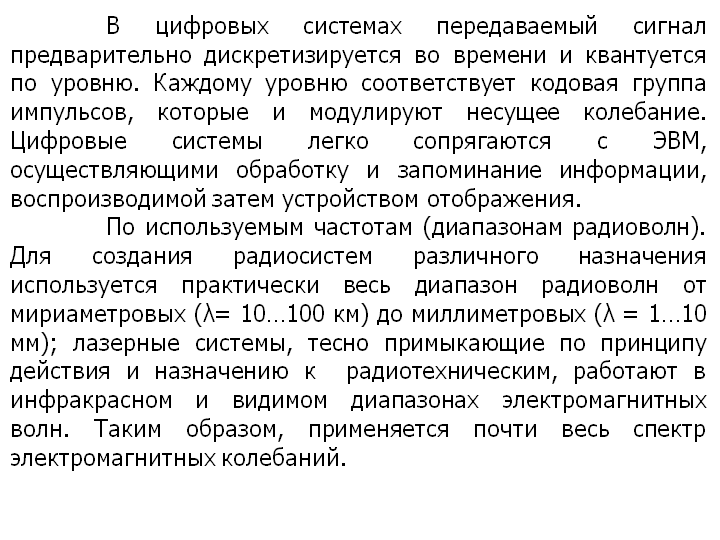 В цифровых системах передаваемый сигнал
предварительно дискретизируется во времени и квантуется
по уровню. Каждому уровню соответствует кодовая группа
импульсов, которые и модулируют несущее колебание.
Цифровые системы легко сопрягаются с ЭВМ,
осуществляющими обработку и запоминание информации,
воспроизводимой затем устройством отображения.
По используемым частотам (диапазонам радиоволн).
Для создания радиосистем различного назначения
используется практически весь диапазон радиоволн от
мириаметровых (λ= 10…100 км) до миллиметровых (λ = 1…10
мм); лазерные системы, тесно примыкающие по принципу
действия и назначению к радиотехническим, работают в
инфракрасном и видимом диапазонах электромагнитных
волн. Таким образом, применяется почти весь спектр
электромагнитных колебаний.